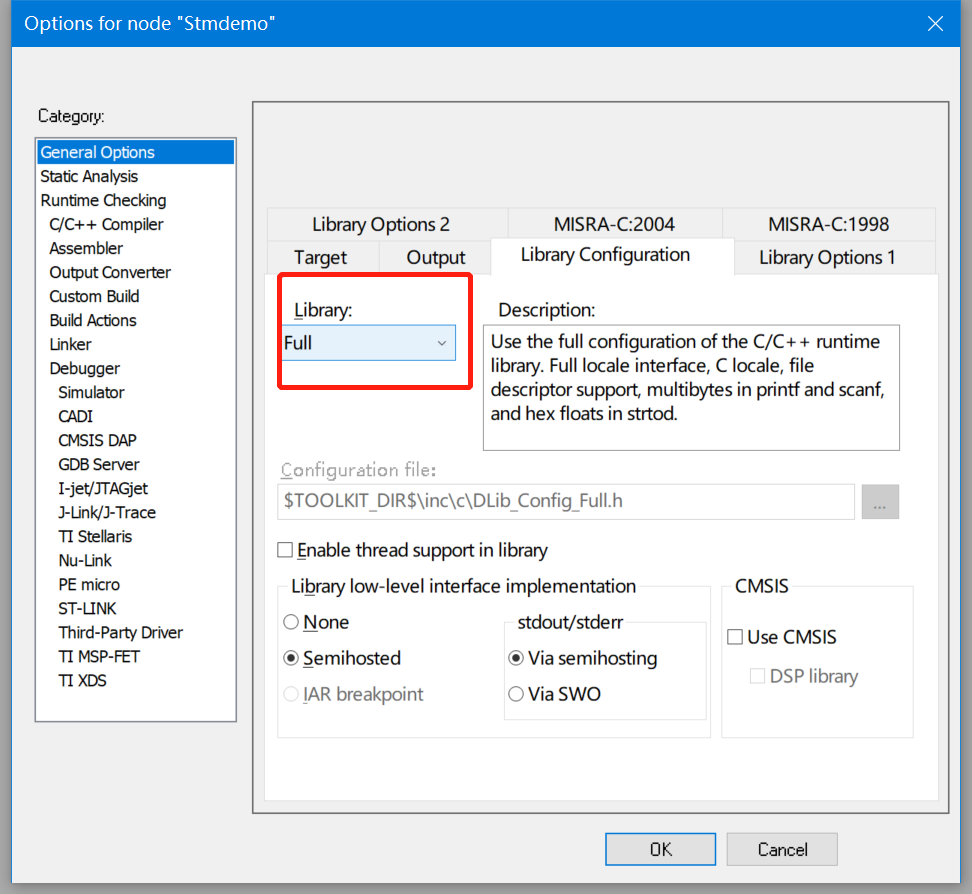 Options for node "Stmdemo"
Category:
General Options
Static Analysis
Runtime Checking
C/C++ Compiler
Assembler
Output Converter
Custom Build
Build Actions
Linker
Debugger
Simulator
CADI
CMSIS DAP
GDB Server
I-jet/JTAGjet
J-Link/J-Trace
TI Stellaris
Nu-Link
PE micro
ST-LINK
Third-Party Driver
TI MSP-FET
TI XDS
Library Options 2 MISRA-C:2004 MISRA-C:1998
Target Output Library Configuration Library Options 1
Library:
Full
Description:
Use the full configuration of the C/C++ runtime
library. Full locale interface, C locale, file
descriptor support, multibytes in printf and scanf,
and hex floats in strtod.
Configuration file:
$TOOLKIT_DIR$\inc\c\DLib_Config_Full.h
...
Enable thread support in library
Library low-level interface implementation
None
Semihosted
IAR breakpoint
stdout/stderr
Via semihosting
Via SWO
CMSIS
Use CMSIS
DSP library
OK
Cancel